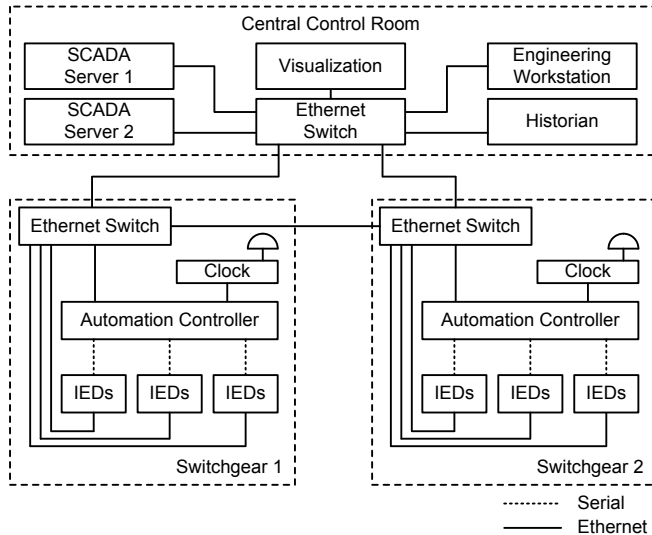 Central Control Room
SCADA
Server 1
Visualization
Engineering
Workstation
SCADA
Server 2
Ethernet
Switch
Historian
Ethernet Switch
Clock
Automation Controller
IEDs
IEDs
IEDs
Switchgear 1
Ethernet Switch
Clock
Automation Controller
IEDs
IEDs
IEDs
Switchgear 2
Serial
Ethernet